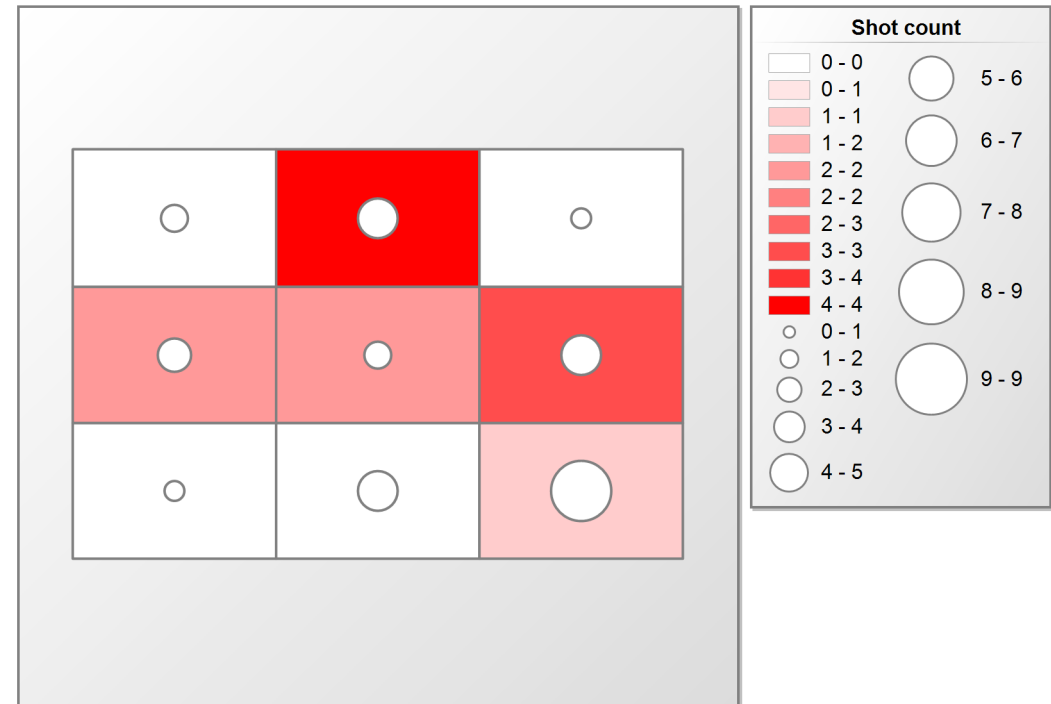 Shot count
0 - 0
0 - 1
1 - 1
1 - 2
2 - 2
2 - 2
2 - 3
3 - 3
3 - 4
4 - 4
0 - 1
1 - 2
2 - 3
3 - 4
4 - 5
5 - 6
6 - 7
7 - 8
8 - 9
9 - 9